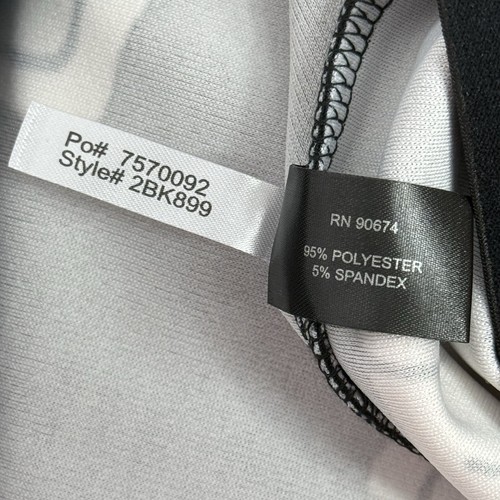 Po# 7570092
Style# 2BK899
RN 90674
95% POLYESTER
5% SPANDEX